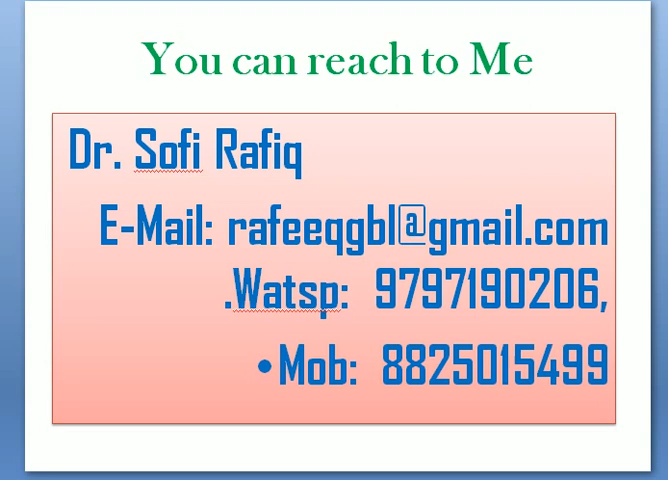 You can reach to Me
Dr. Sofi Rafiq
E-Mail: rafeeqgbl@gmail.com
.Watsp: 9797190206,
•Mob: 8825015499